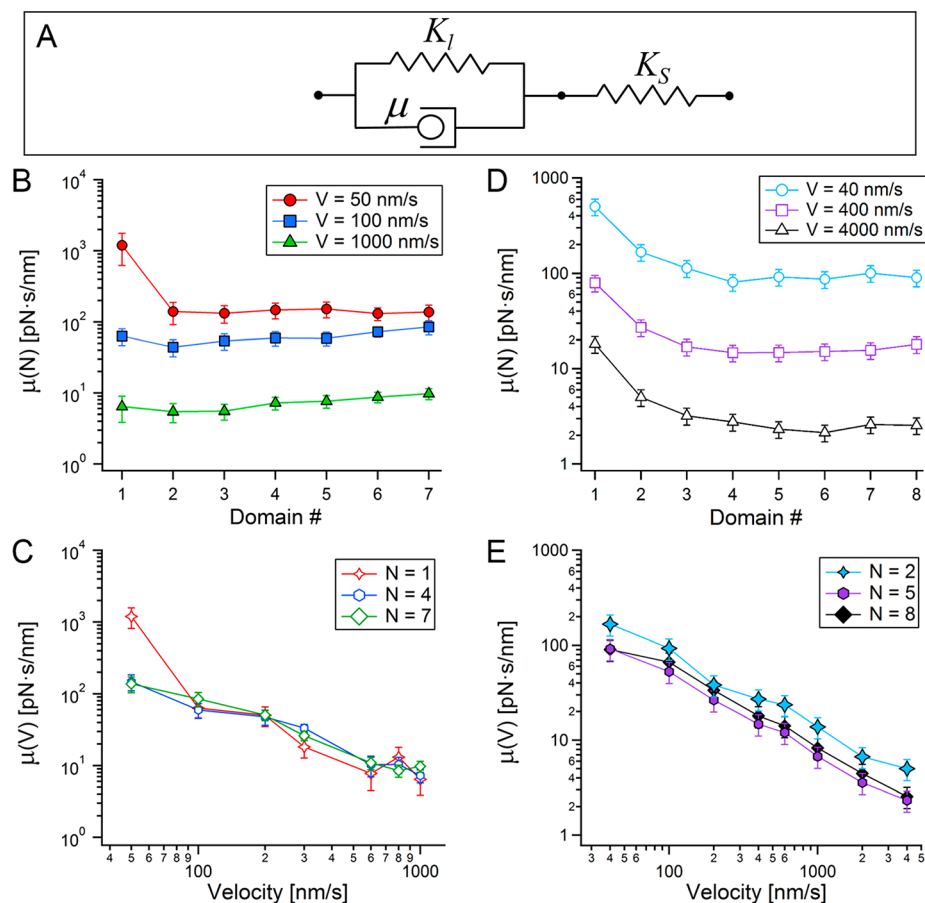 A
K_l
K_S
μ
B
μ(N) [pN·s/nm]
10^4
10^3
10^2
10^1
10^0
V = 50 nm/s
V = 100 nm/s
V = 1000 nm/s
1 2 3 4 5 6 7
Domain #
D
μ(N) [pN·s/nm]
1000
6
4
2
100
6
4
2
10
6
4
2
1
V = 40 nm/s
V = 400 nm/s
V = 4000 nm/s
1 2 3 4 5 6 7 8
Domain #
C
μ(V) [pN·s/nm]
10^4
10^3
10^2
10^1
10^0
N = 1
N = 4
N = 7
4 5 6 7 8 9 2 3 4 5 6 7 8 9
100 1000
Velocity [nm/s]
E
μ(V) [pN·s/nm]
1000
6
4
2
100
6
4
2
10
6
4
2
1
N = 2
N = 5
N = 8
3 4 5 6 2 3 4 5 6 2 3 4 5
100 1000
Velocity [nm/s]